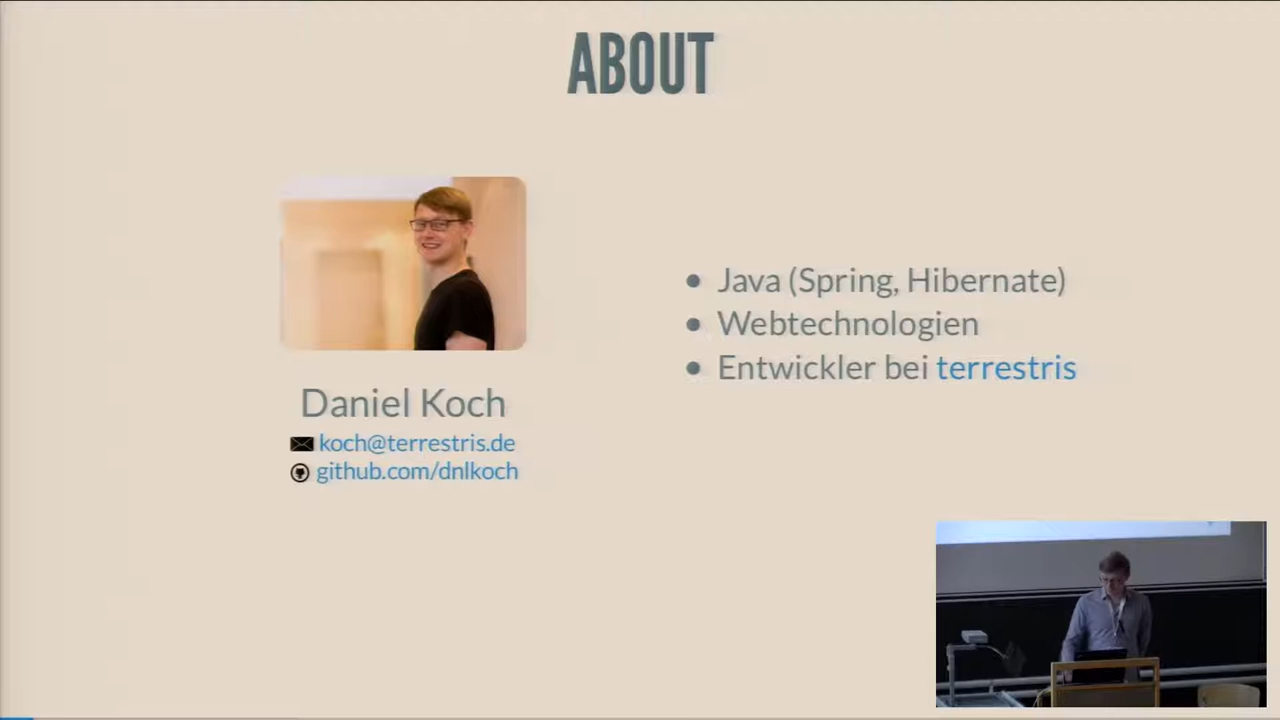 ABOUT
Daniel Koch
koch@terrestris.de
github.com/dnlkoch
• Java (Spring, Hibernate)
• Webtechnologien
• Entwickler bei terrestris